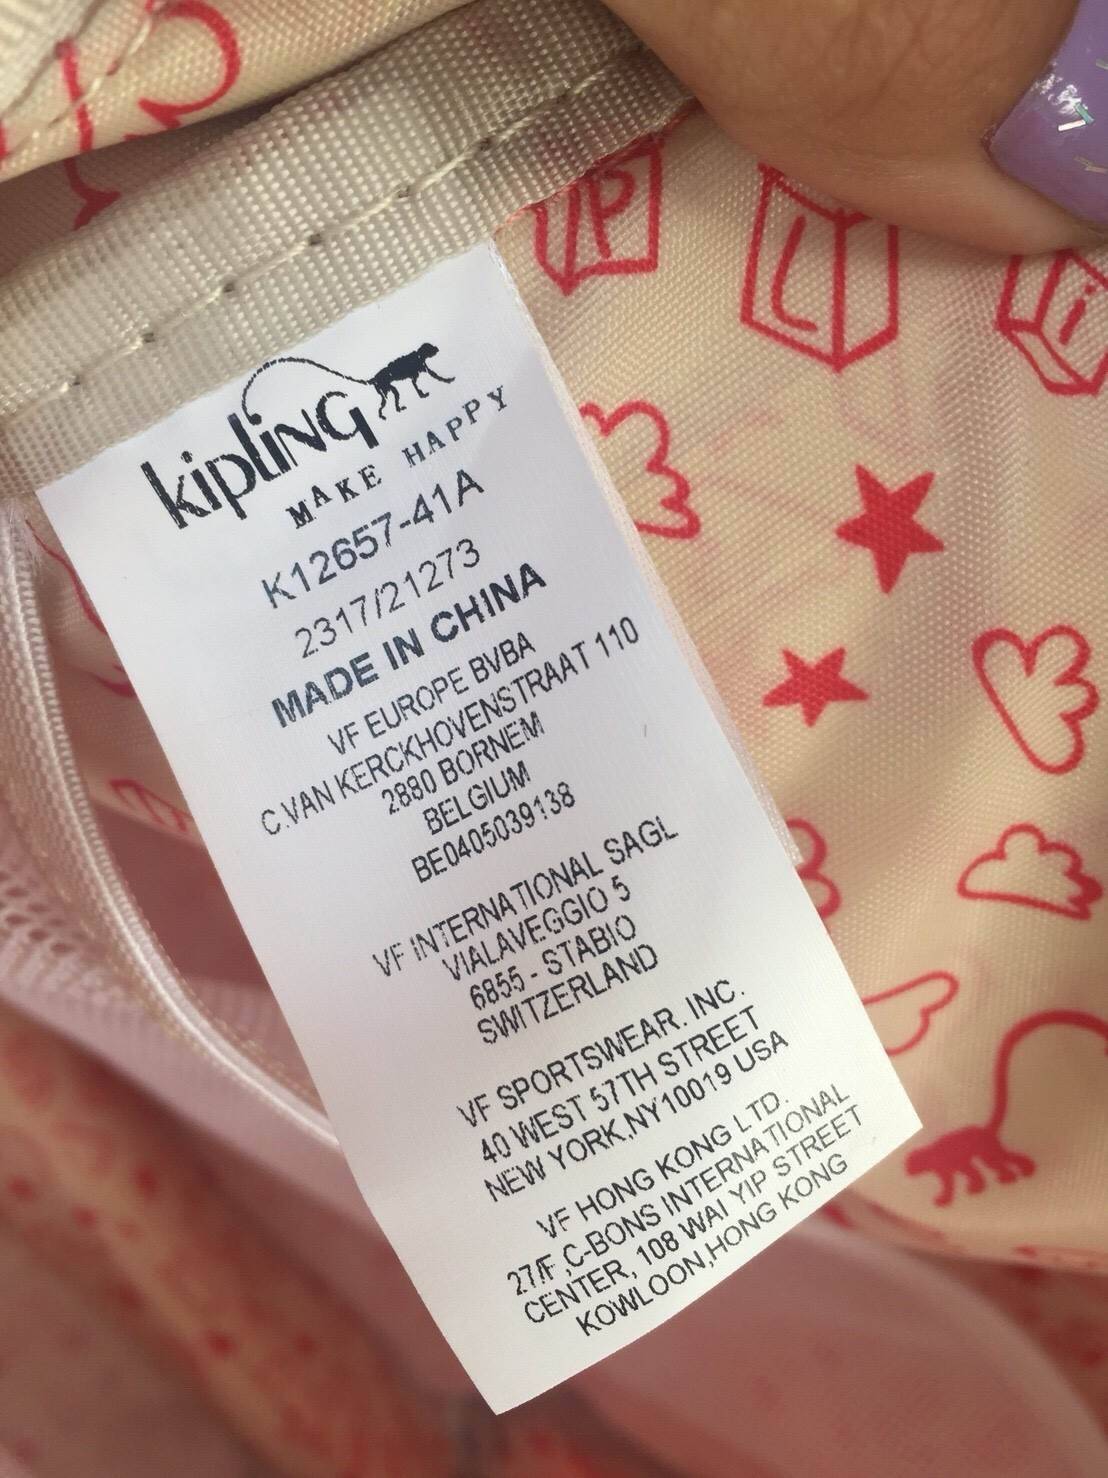 kipling
MAKE HAPPY
K12657-41A
2317/21273
MADE IN CHINA
VF EUROPE BVBA
C.VAN KERCKHOVENSTRAAT 110
2880 BORNEM
BELGIUM
BE0405039138
VF INTERNATIONAL SAGL
VIALAVEGGIO 5
6855 - STABIO
SWITZERLAND
VF SPORTSWEAR. INC.
40 WEST 57TH STREET
NEW YORK,NY10019 USA
VF HONG KONG LTD.
27/F ,C-BONS INTERNATIONAL
CENTER, 108 WAI YIP STREET
KOWLOON,HONG KONG
P L i